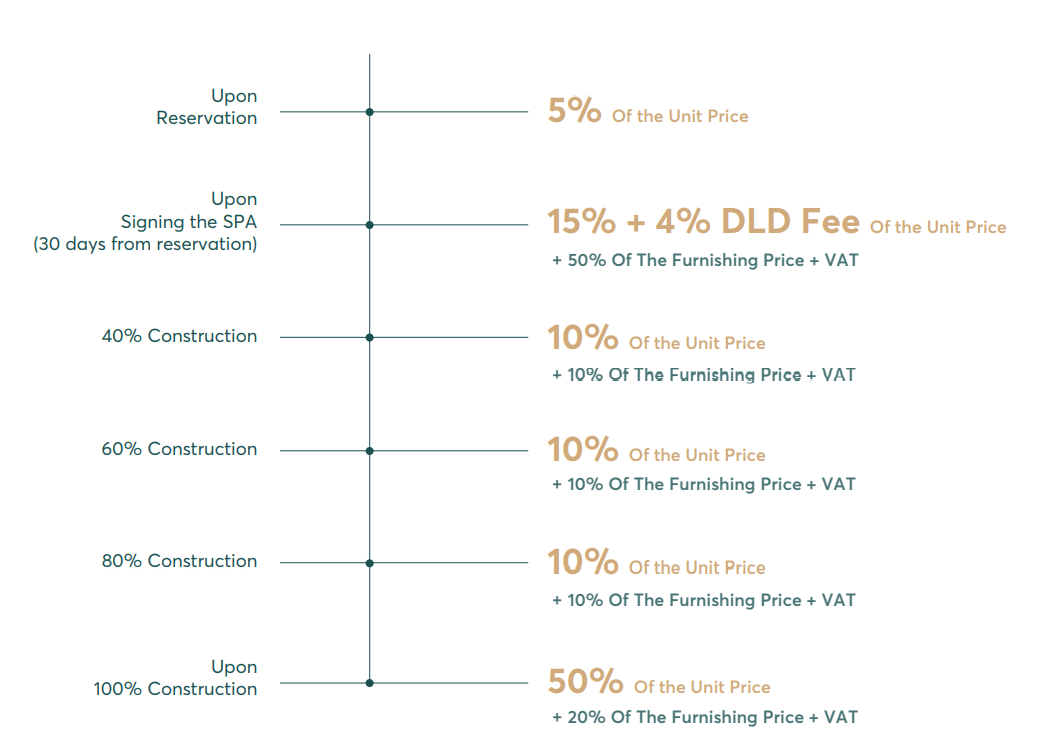 Upon
Reservation
5% Of the Unit Price
Upon
Signing the SPA
(30 days from reservation)
15% + 4% DLD Fee Of the Unit Price
+ 50% Of The Furnishing Price + VAT
40% Construction
10% Of the Unit Price
+ 10% Of The Furnishing Price + VAT
60% Construction
10% Of the Unit Price
+ 10% Of The Furnishing Price + VAT
80% Construction
10% Of the Unit Price
+ 10% Of The Furnishing Price + VAT
Upon
100% Construction
50% Of the Unit Price
+ 20% Of The Furnishing Price + VAT